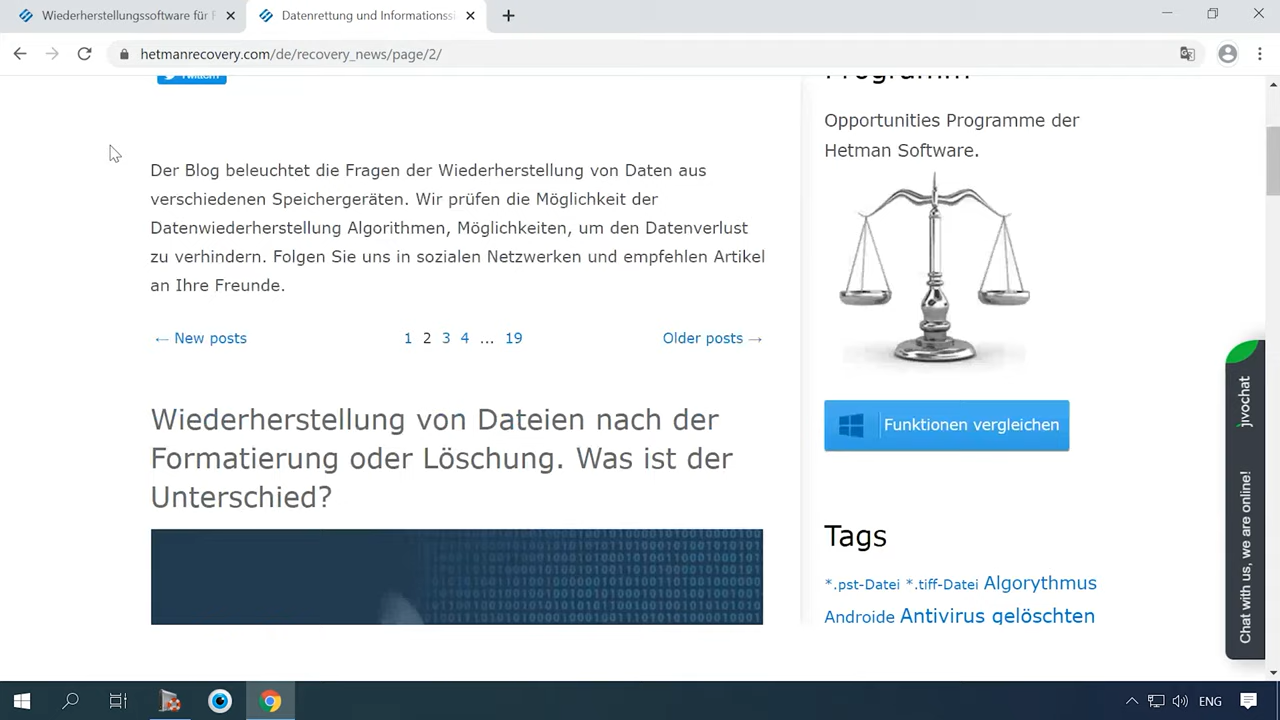 Wiederherstellungssoftware für F
Datenrettung und Informationssi
hetmanrecovery.com/de/recovery_news/page/2/
Der Blog beleuchtet die Fragen der Wiederherstellung von Daten aus
verschiedenen Speichergeräten. Wir prüfen die Möglichkeit der
Datenwiederherstellung Algorithmen, Möglichkeiten, um den Datenverlust
zu verhindern. Folgen Sie uns in sozialen Netzwerken und empfehlen Artikel
an Ihre Freunde.
← New posts 1 2 3 4 ... 19 Older posts →
Wiederherstellung von Dateien nach der
Formatierung oder Löschung. Was ist der
Unterschied?
Programm
Opportunities Programme der
Hetman Software.
Funktionen vergleichen
Tags
*.pst-Datei *.tiff-Datei Algorythmus
Androide Antivirus gelöschten
jivochat
Chat with us, we are online!
ENG